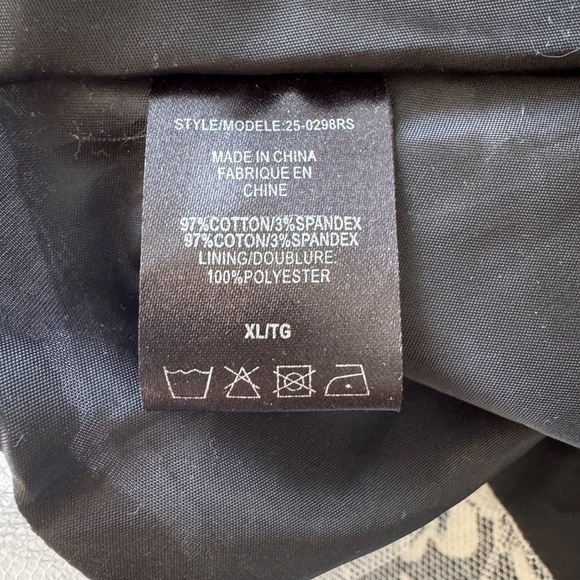 STYLE/MODELE:25-0298RS
MADE IN CHINA
FABRIQUE EN
CHINE
97%COTTON/3%SPANDEX
97%COTON/3%SPANDEX
LINING/DOUBLURE:
100%POLYESTER
XL/TG